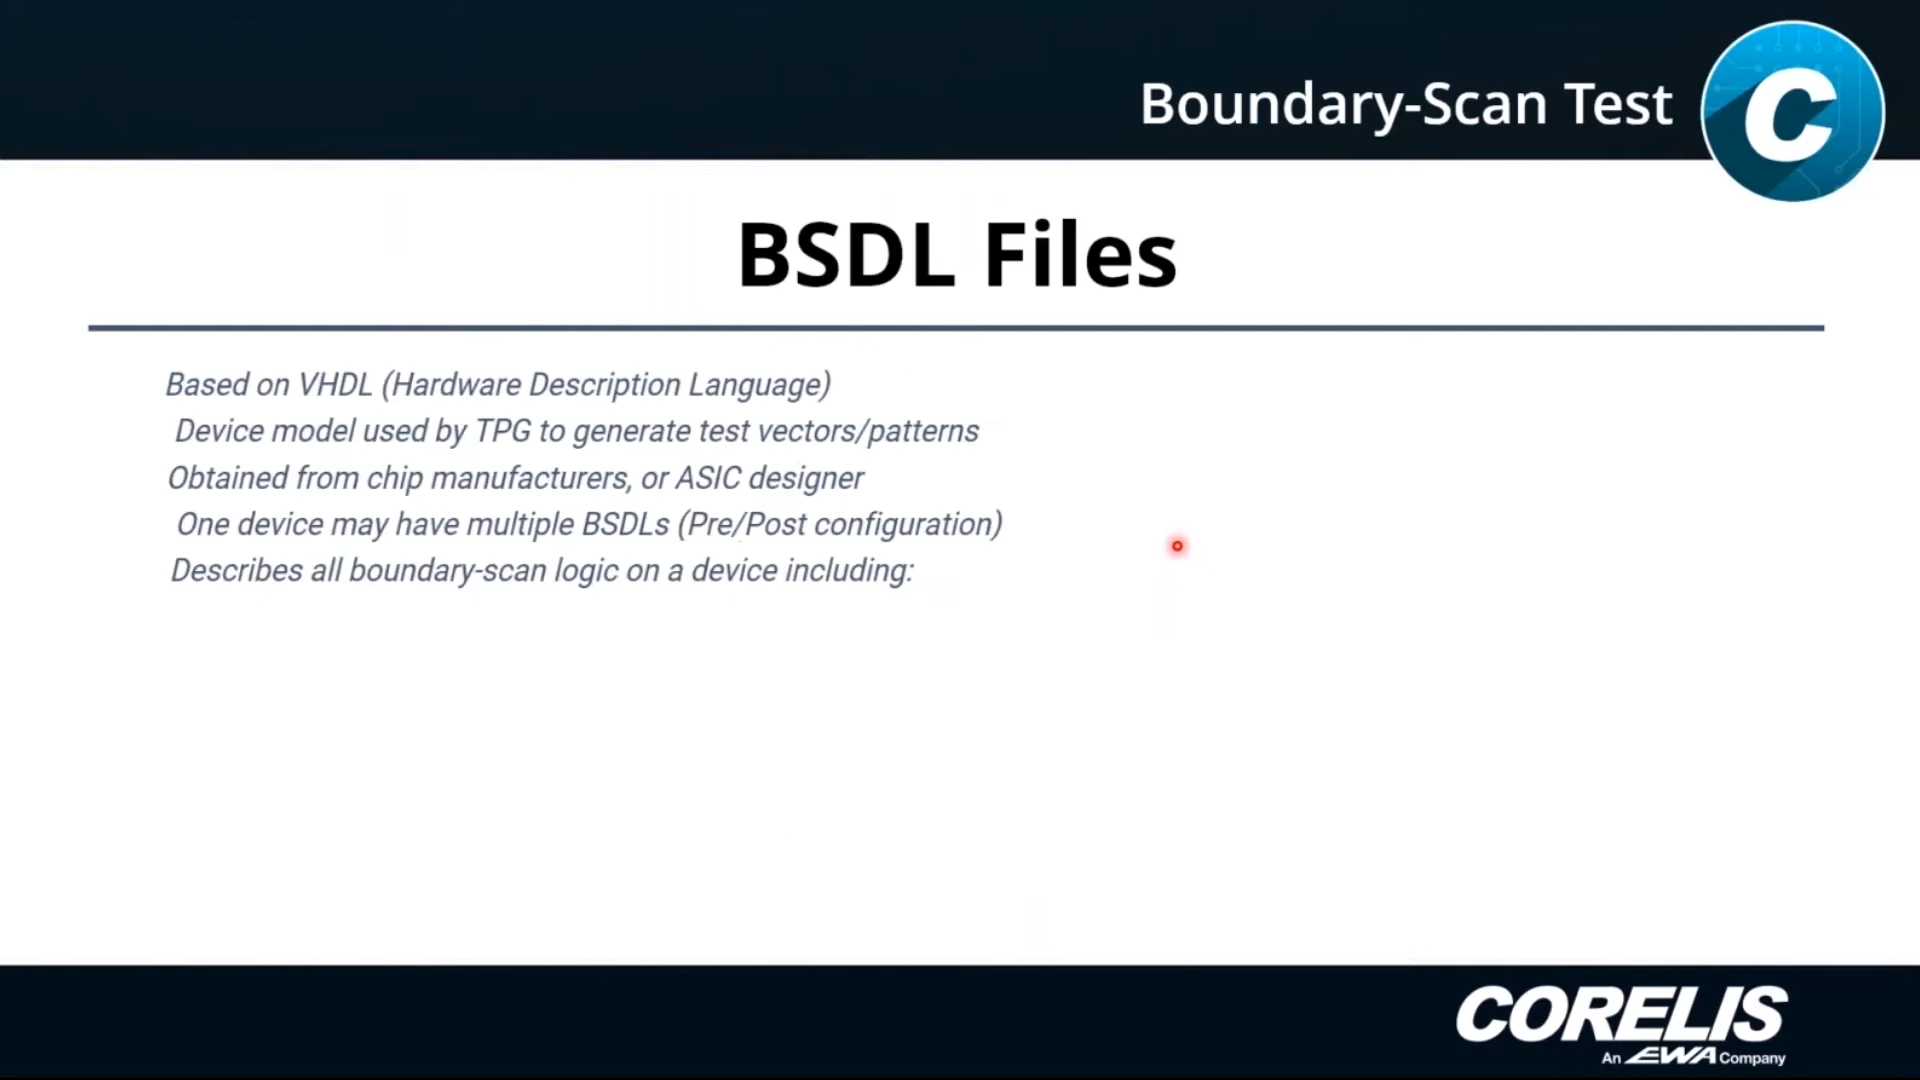 Boundary-Scan Test
C
BSDL Files
Based on VHDL (Hardware Description Language)
Device model used by TPG to generate test vectors/patterns
Obtained from chip manufacturers, or ASIC designer
One device may have multiple BSDLs (Pre/Post configuration)
Describes all boundary-scan logic on a device including:
CORELIS
An EWA Company